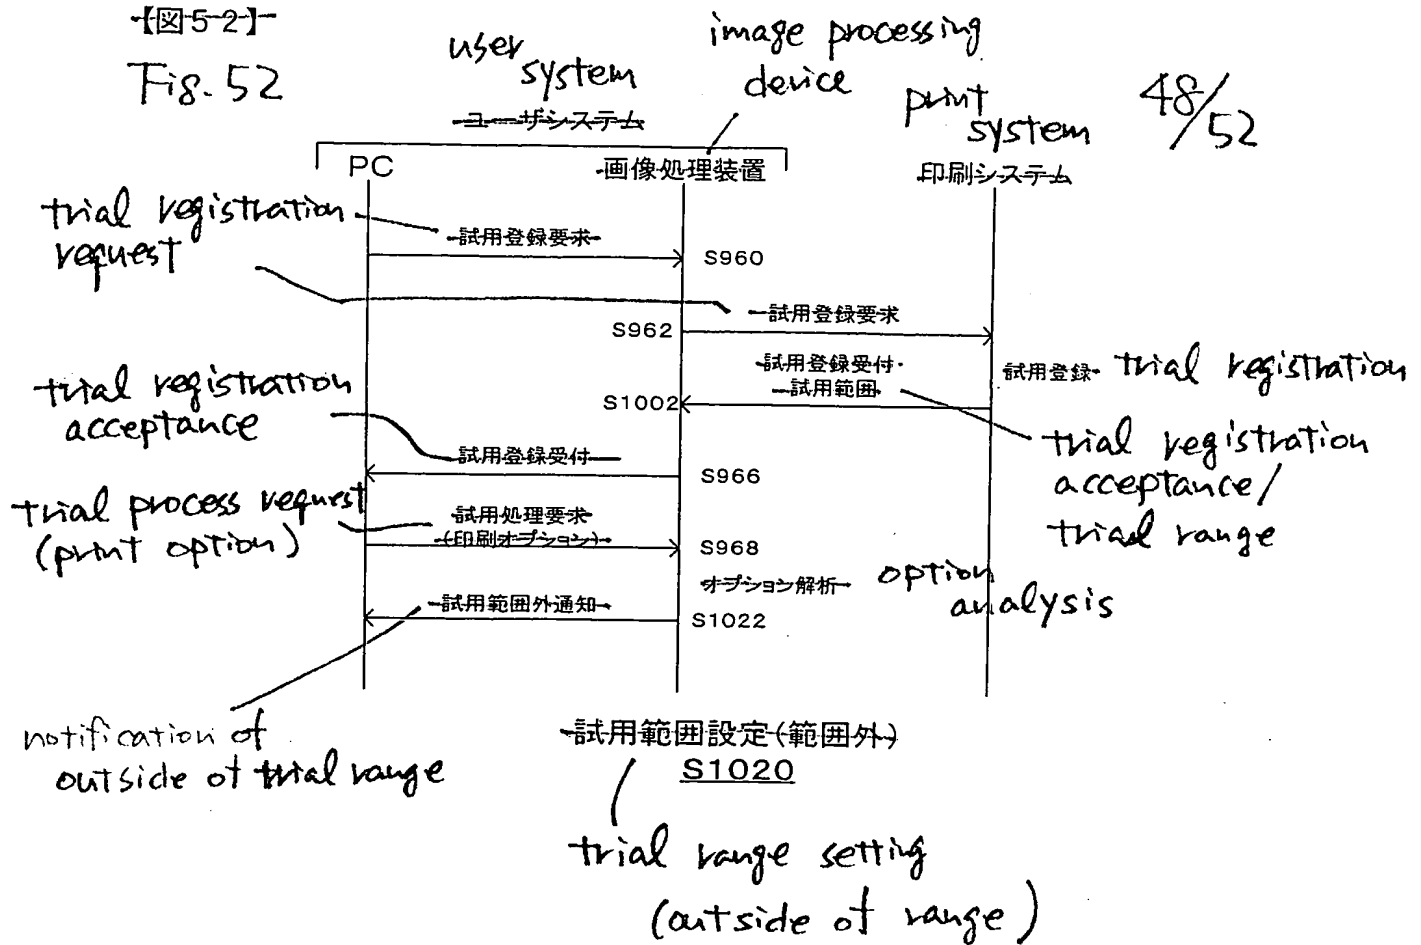 【図52】
Fig. 52
user
system
image processing
device
print
system
48/52
ユーザシステム
PC
画像処理装置
印刷システム
trial registration
request
試用登録要求
S960
試用登録要求
S962
試用登録受付・
試用範囲
試用登録
trial registration
S1002
trial registration
acceptance
trial registration
acceptance/
trial range
試用登録受付
S966
trial process request
(print option)
試用処理要求
(印刷オプション)
S968
オプション解析
option
analysis
試用範囲外通知
S1022
notification of
outside of trial range
試用範囲設定(範囲外)
S1020
trial range setting
(outside of range)